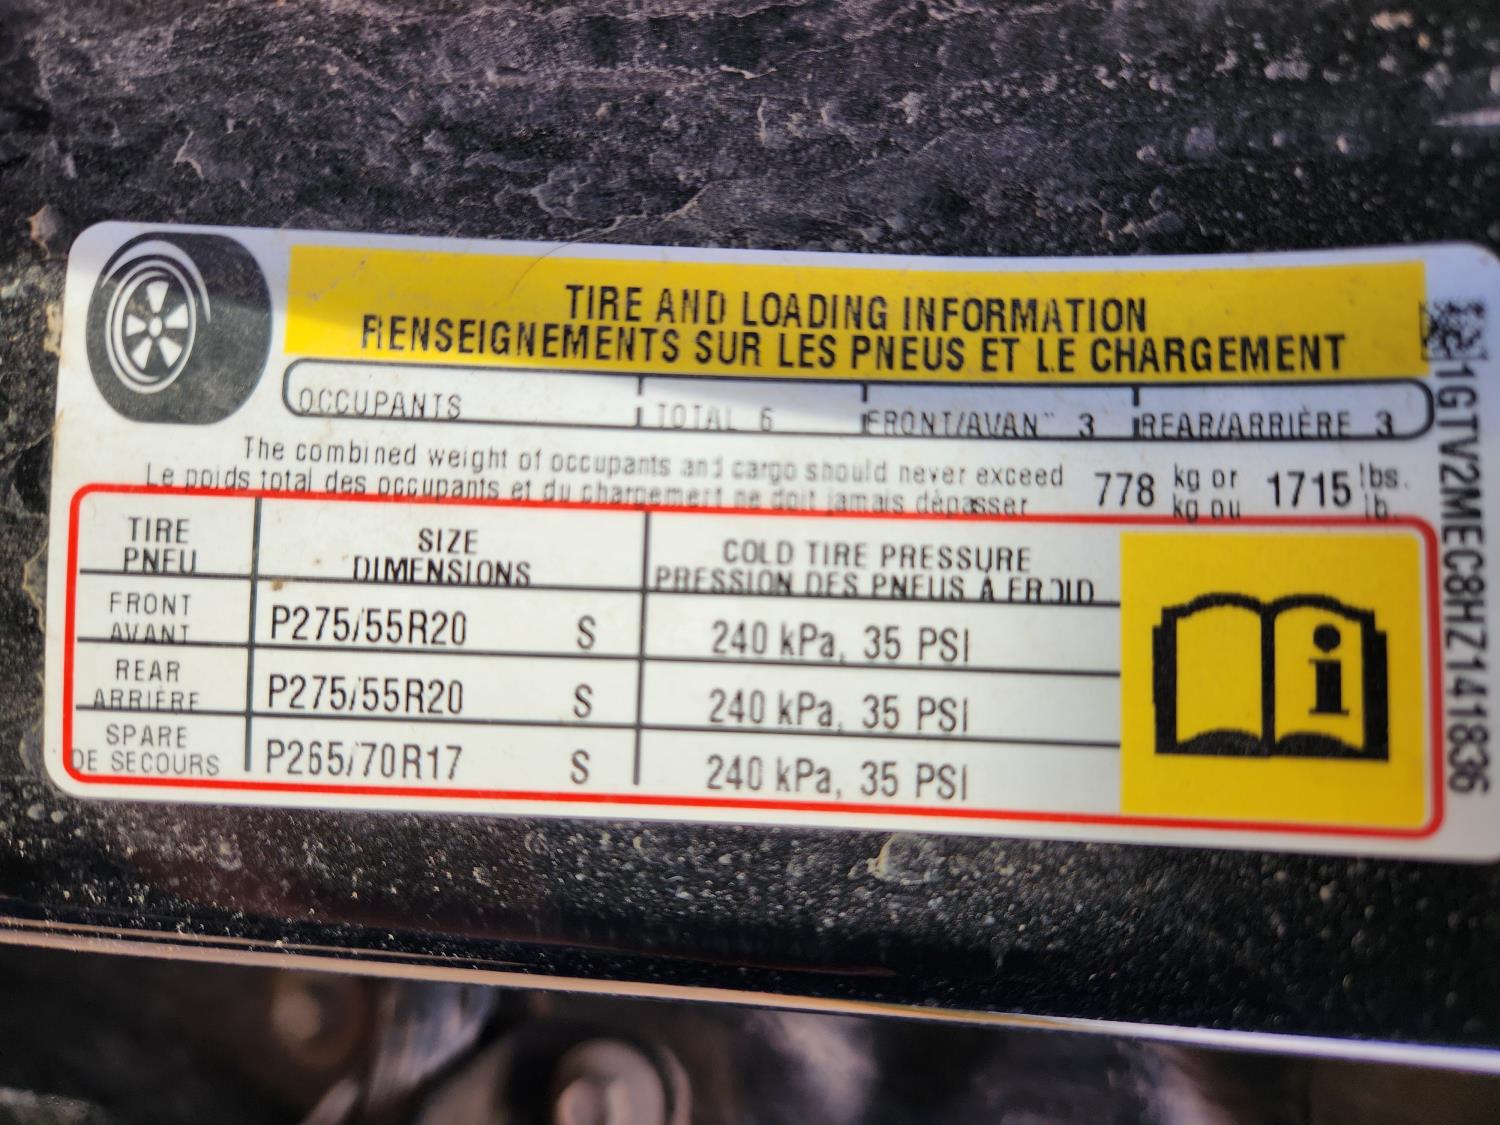 TIRE AND LOADING INFORMATION
RENSEIGNEMENTS SUR LES PNEUS ET LE CHARGEMENT
OCCUPANTS TOTAL 6 FRONT/AVANT 3 REAR/ARRIÈRE 3
The combined weight of occupants and cargo should never exceed 778 kg or 1715 lbs.
Le poids total des occupants et du chargement ne doit jamais dépasser kg ou lb.
TIRE SIZE COLD TIRE PRESSURE
PNEU DIMENSIONS PRESSION DES PNEUS À FROID
FRONT
AVANT P275/55R20 S 240 kPa, 35 PSI
REAR
ARRIÈRE P275/55R20 S 240 kPa, 35 PSI
SPARE
DE SECOURS P265/70R17 S 240 kPa, 35 PSI
i
1GTV2MEC8HZ141836